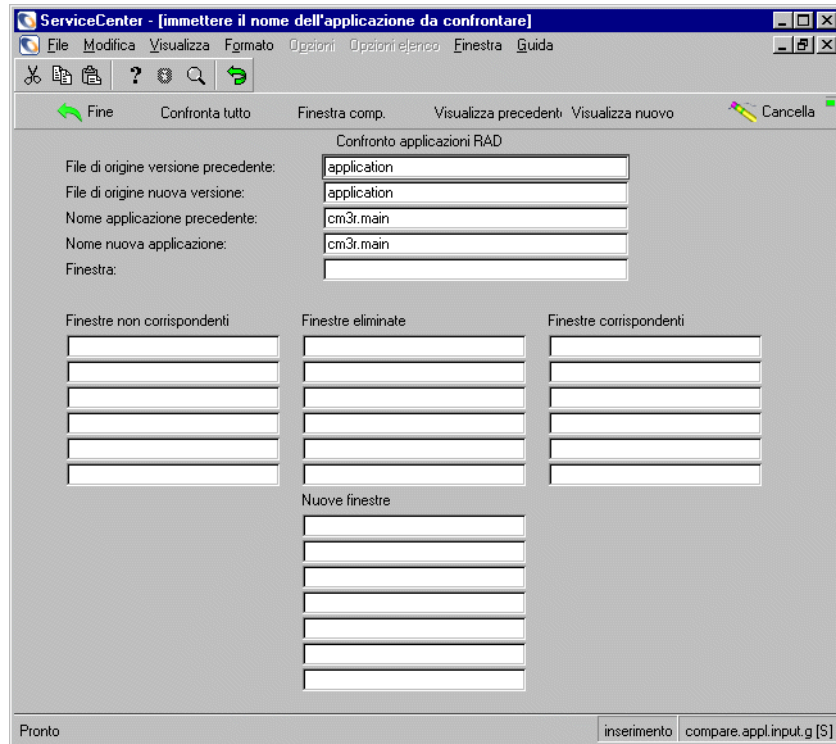 ServiceCenter - [immettere il nome dell'applicazione da confrontare]
File Modifica Visualizza Formato Opzioni Opzioni elenco Finestra Guida
Fine Confronta tutto Finestra comp. Visualizza precedent Visualizza nuovo Cancella
Confronto applicazioni RAD
File di origine versione precedente: application
File di origine nuova versione: application
Nome applicazione precedente: cm3r.main
Nome nuova applicazione: cm3r.main
Finestra:
Finestre non corrispondenti Finestre eliminate Finestre corrispondenti
Nuove finestre
Pronto inserimento compare.appl.input.g [S]